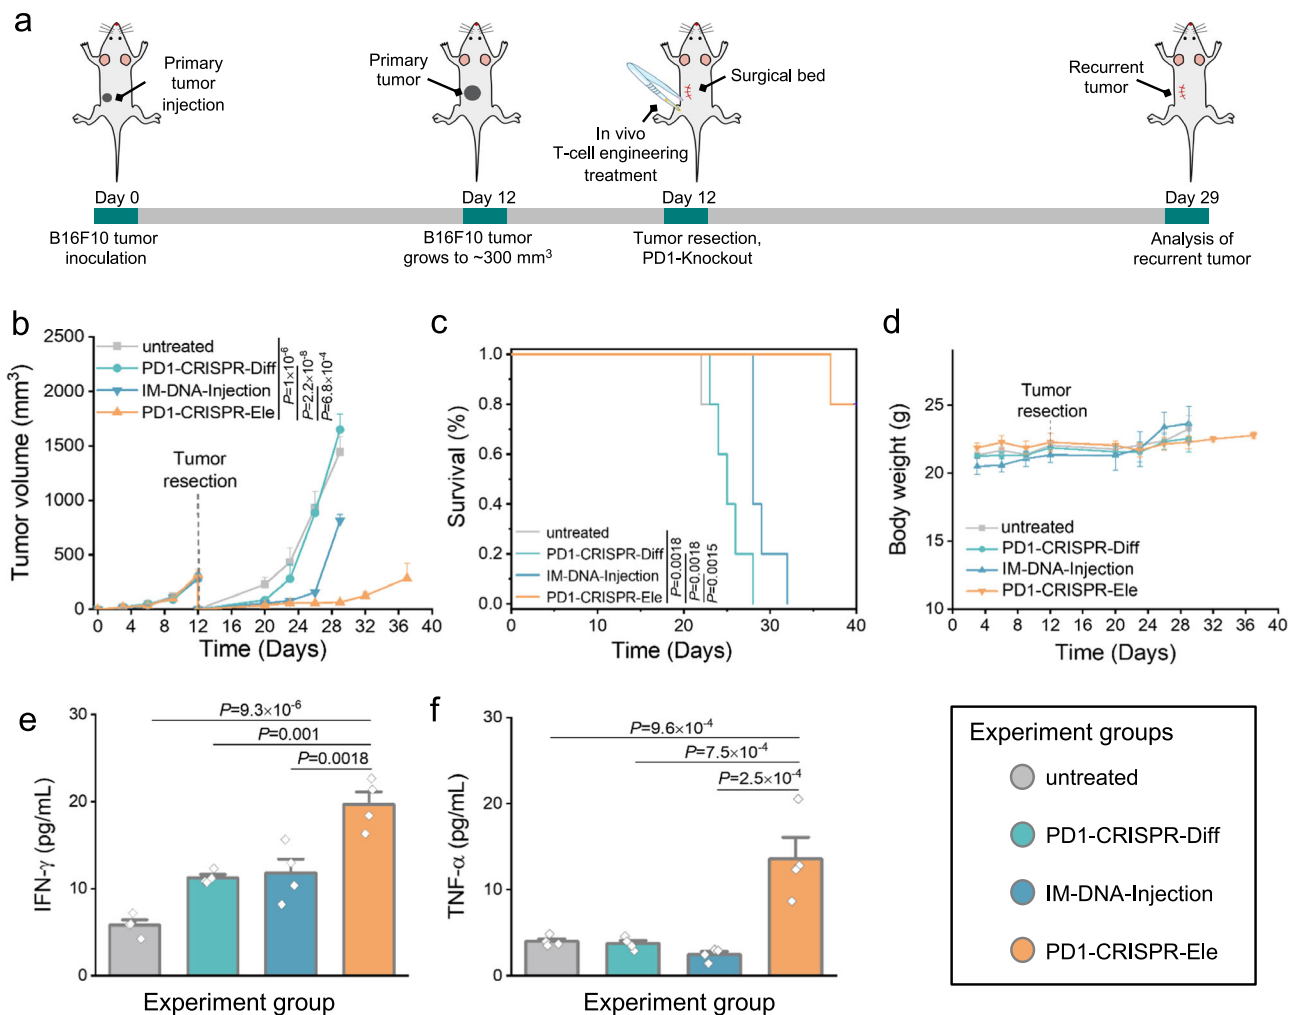 a
Primary
tumor
injection
Primary
tumor
In vivo
T-cell engineering
treatment
Surgical bed
Recurrent
tumor
Day 0
Day 12
Day 12
Day 29
B16F10 tumor
inoculation
B16F10 tumor
grows to ~300 mm³
Tumor resection,
PD1-Knockout
Analysis of
recurrent tumor
b
Tumor volume (mm³)
2500
2000
1500
1000
500
0
untreated
PD1-CRISPR-Diff
IM-DNA-Injection
PD1-CRISPR-Ele
P=1×10⁻⁶
P=2.2×10⁻⁸
P=6.8×10⁻⁴
Tumor
resection
0 4 8 12 16 20 24 28 32 36 40
Time (Days)
c
Survival (%)
1.0
0.8
0.6
0.4
0.2
0.0
untreated
PD1-CRISPR-Diff
IM-DNA-Injection
PD1-CRISPR-Ele
P=0.0018
P=0.0018
P=0.0015
0 10 20 30 40
Time (Days)
d
Body weight (g)
25
20
15
10
Tumor
resection
untreated
PD1-CRISPR-Diff
IM-DNA-Injection
PD1-CRISPR-Ele
4 8 12 16 20 24 28 32 36 40
Time (Days)
e
IFN-γ (pg/mL)
30
20
10
0
P=9.3×10⁻⁶
P=0.001
P=0.0018
Experiment group
f
TNF-α (pg/mL)
30
20
10
0
P=9.6×10⁻⁴
P=7.5×10⁻⁴
P=2.5×10⁻⁴
Experiment group
Experiment groups
untreated
PD1-CRISPR-Diff
IM-DNA-Injection
PD1-CRISPR-Ele